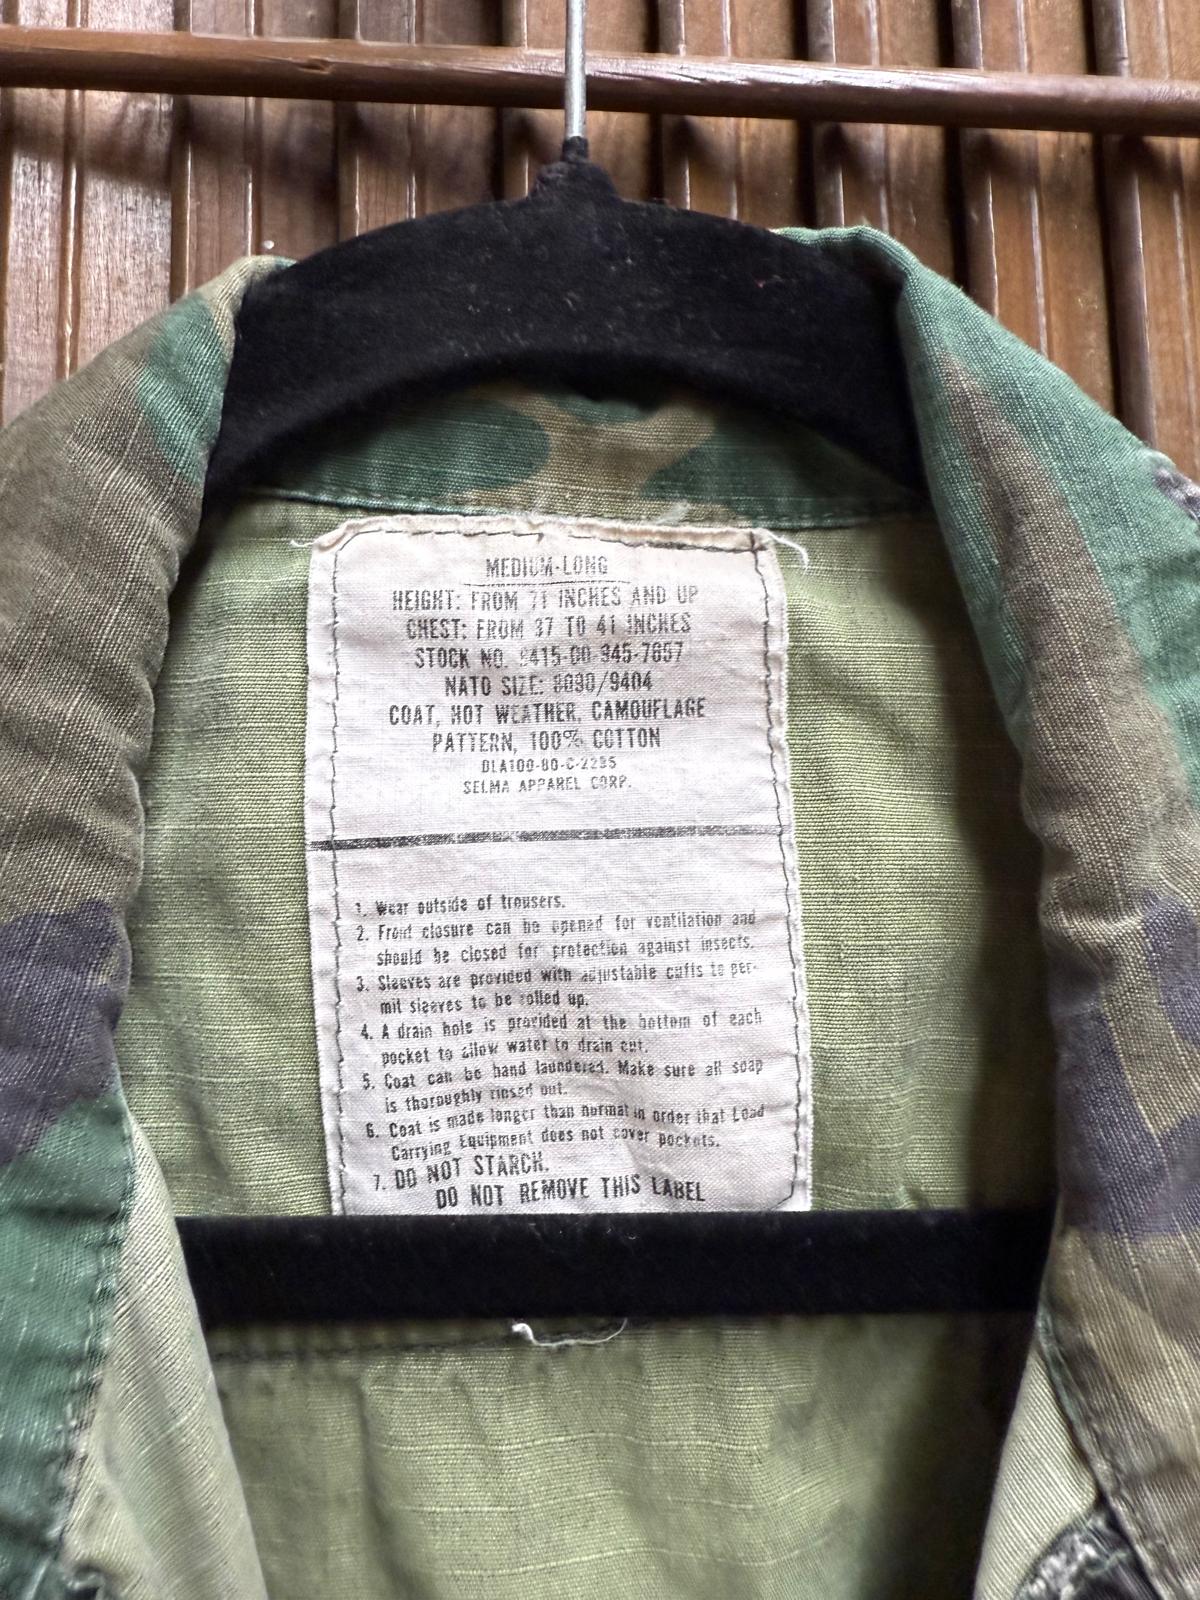 MEDIUM-LONG
HEIGHT: FROM 71 INCHES AND UP
CHEST: FROM 37 TO 41 INCHES
STOCK NO. 8415-00-945-7657
NATO SIZE: 8090/9404
COAT, HOT WEATHER, CAMOUFLAGE
PATTERN, 100% COTTON
DLA100-80-C-2295
SELMA APPAREL CORP.
1. Wear outside of trousers.
2. Front closure can be opened for ventilation and
should be closed for protection against insects.
3. Sleeves are provided with adjustable cuffs to per-
mit sleeves to be rolled up.
4. A drain hole is provided at the bottom of each
pocket to allow water to drain out.
5. Coat can be hand laundered. Make sure all soap
is thoroughly rinsed out.
6. Coat is made longer than normal in order that Load
Carrying Equipment does not cover pockets.
7. DO NOT STARCH.
DO NOT REMOVE THIS LABEL